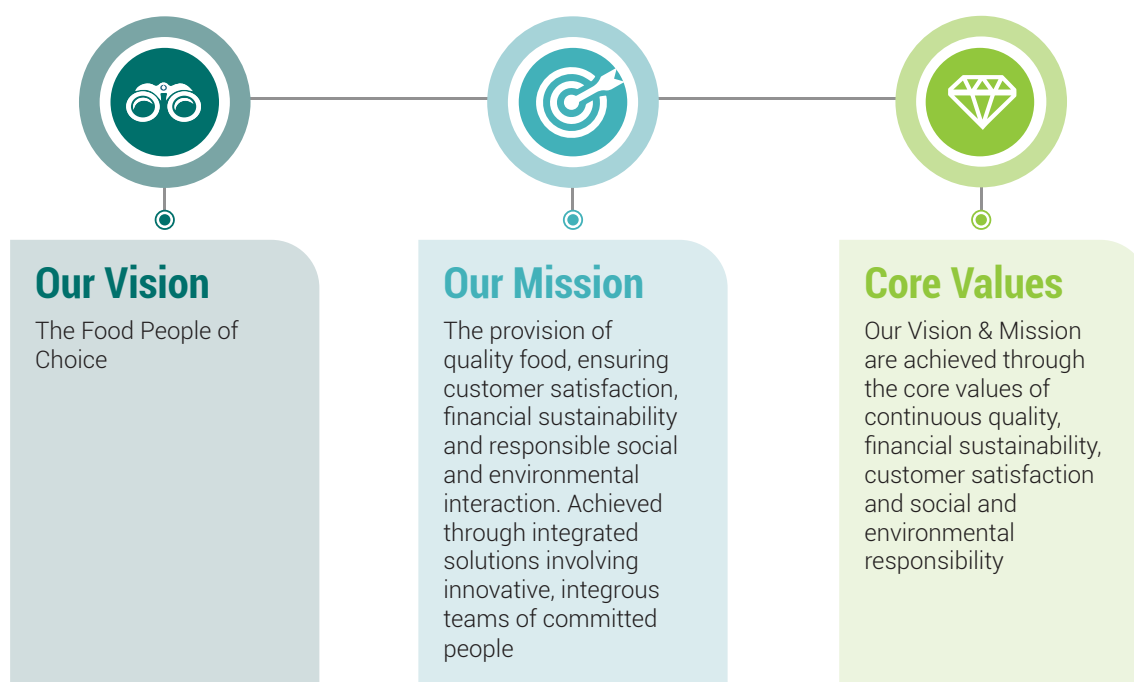 Our Vision
The Food People of
Choice
Our Mission
The provision of
quality food, ensuring
customer satisfaction,
financial sustainability
and responsible social
and environmental
interaction. Achieved
through integrated
solutions involving
innovative, integrous
teams of committed
people
Core Values
Our Vision & Mission
are achieved through
the core values of
continuous quality,
financial sustainability,
customer satisfaction
and social and
environmental
responsibility